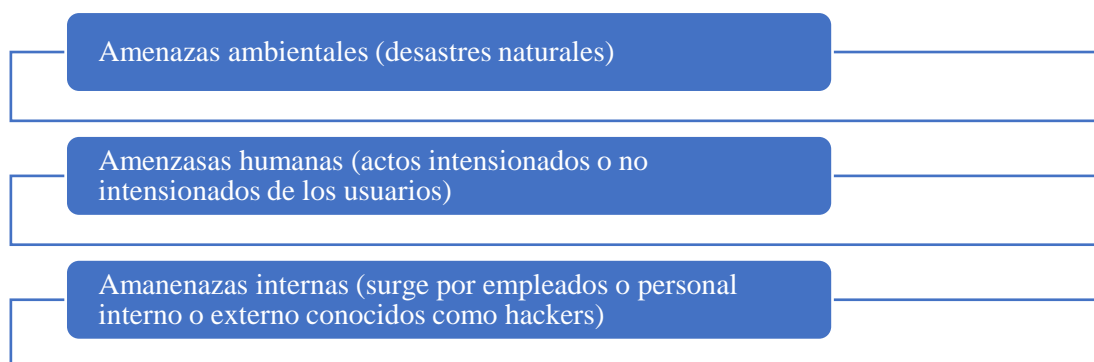 Amenazas ambientales (desastres naturales)
Amenzasas humanas (actos intensionados o no
intensionados de los usuarios)
Amanenazas internas (surge por empleados o personal
interno o externo conocidos como hackers)